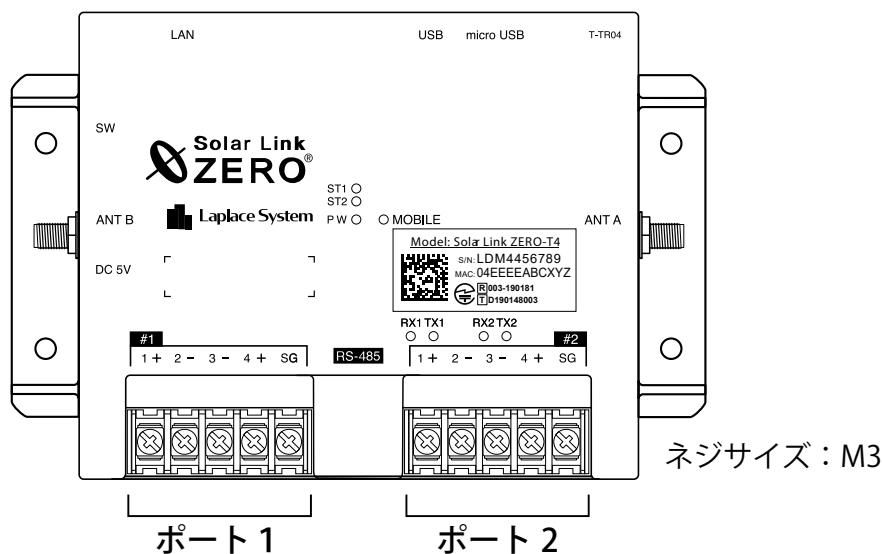 LAN
USB
micro USB
T-TR04
SW
Solar Link
ZERO®
ST1
ST2
PW
MOBILE
ANT B
Laplace System
ANT A
DC 5V
Model: Solar Link ZERO-T4
S/N: LDM4456789
MAC: 04EEEEABCXYZ
R 003-190181
T D190148003
RX1 TX1
RX2 TX2
#1
1 + 2 - 3 - 4 + SG
RS-485
#2
1 + 2 - 3 - 4 + SG
ネジサイズ：M3
ポート 1
ポート 2